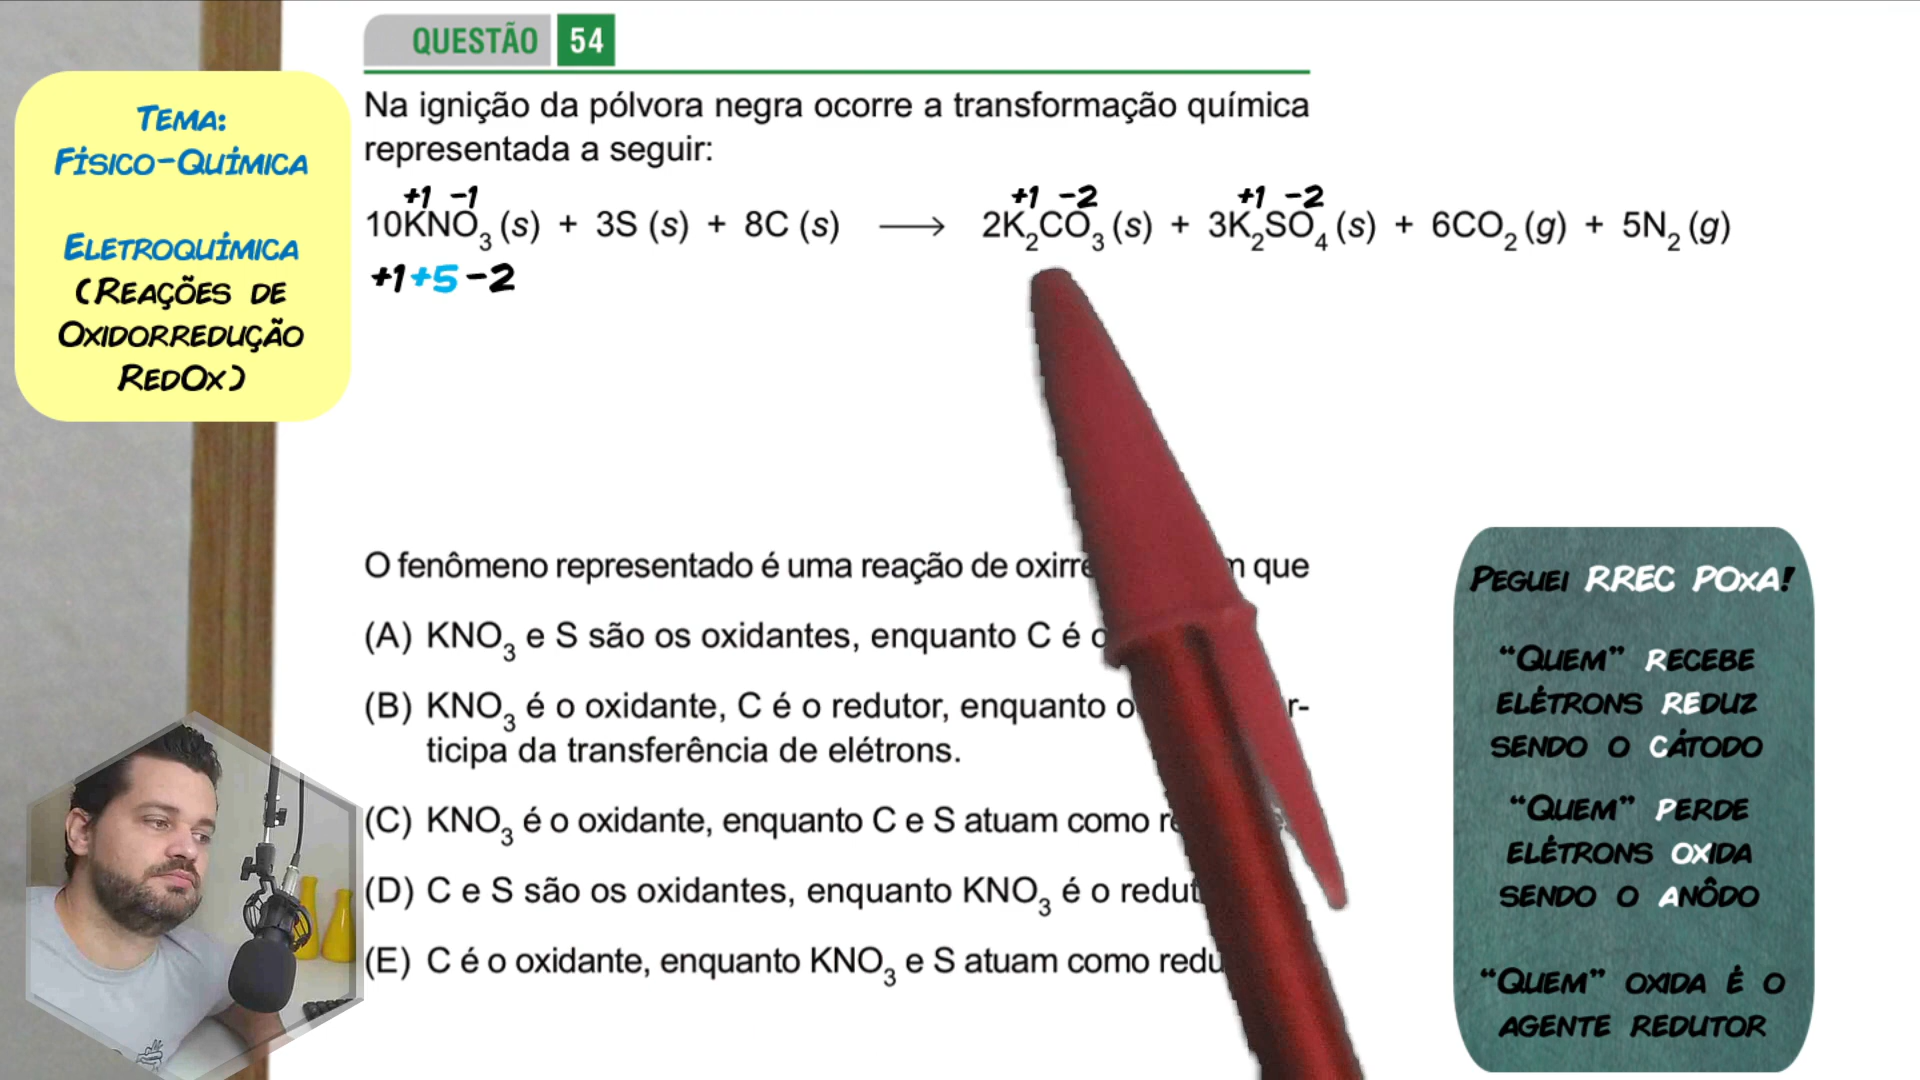 QUESTÃO 54
TEMA:
FÍSICO-QUÍMICA
ELETROQUÍMICA
(REAÇÕES DE
OXIDORREDUÇÃO
REDOX)
Na ignição da pólvora negra ocorre a transformação química
representada a seguir:
+1 -1 +1 -2 +1 -2
10KNO₃ (s) + 3S (s) + 8C (s) ⟶ 2K₂CO₃ (s) + 3K₂SO₄ (s) + 6CO₂ (g) + 5N₂ (g)
+1 +5 -2
O fenômeno representado é uma reação de que
(A) KNO₃ e S são os oxidantes, enquanto C é
(B) KNO₃ é o oxidante, C é o redutor, enquanto
ticipa da transferência de elétrons.
(C) KNO₃ é o oxidante, enquanto C e S atuam como
(D) C e S são os oxidantes, enquanto KNO₃ é o
(E) C é o oxidante, enquanto KNO₃ e S atuam como
PEGUEI RREC POXA!
"QUEM" RECEBE
ELÉTRONS REDUZ
SENDO O CÁTODO
"QUEM" PERDE
ELÉTRONS OXIDA
SENDO O ANÔDO
"QUEM" OXIDA É O
AGENTE REDUTOR